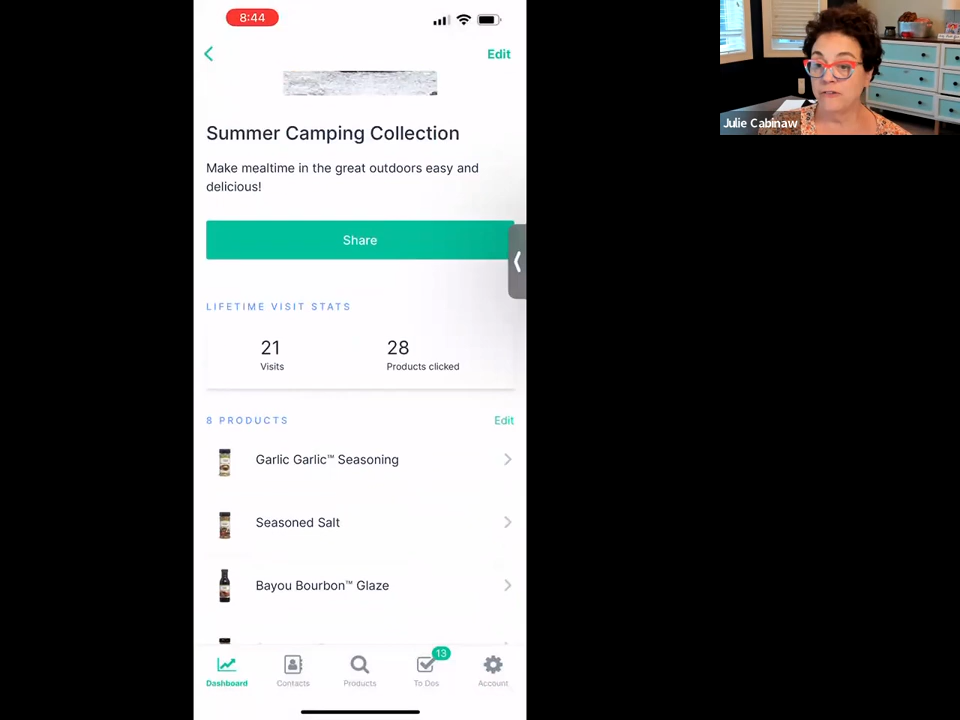 8:44
Edit
Summer Camping Collection
Make mealtime in the great outdoors easy and
delicious!
Share
LIFETIME VISIT STATS
21
Visits
28
Products clicked
8 PRODUCTS
Edit
Garlic Garlic™ Seasoning
Seasoned Salt
Bayou Bourbon™ Glaze
13
Dashboard
Contacts
Products
To Dos
Account
Julie Cabinaw